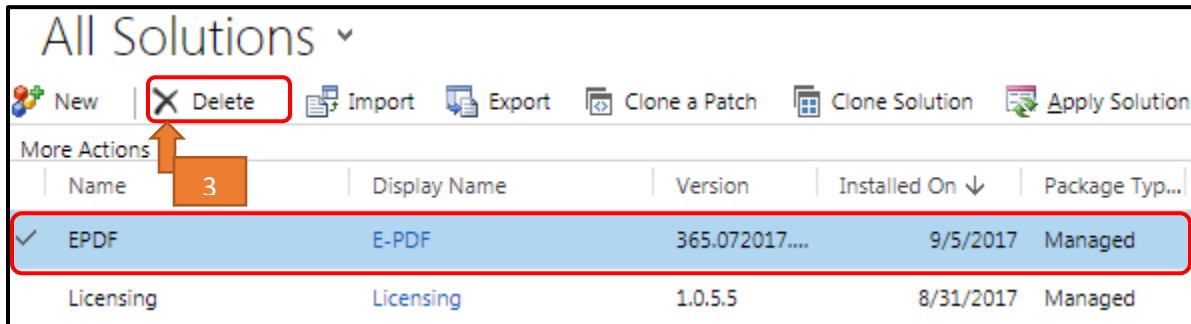 All Solutions
New Delete Import Export Clone a Patch Clone Solution Apply Solution
More Actions
3
Name Display Name Version Installed On ↓ Package Typ...
EPDF E-PDF 365.072017.... 9/5/2017 Managed
Licensing Licensing 1.0.5.5 8/31/2017 Managed